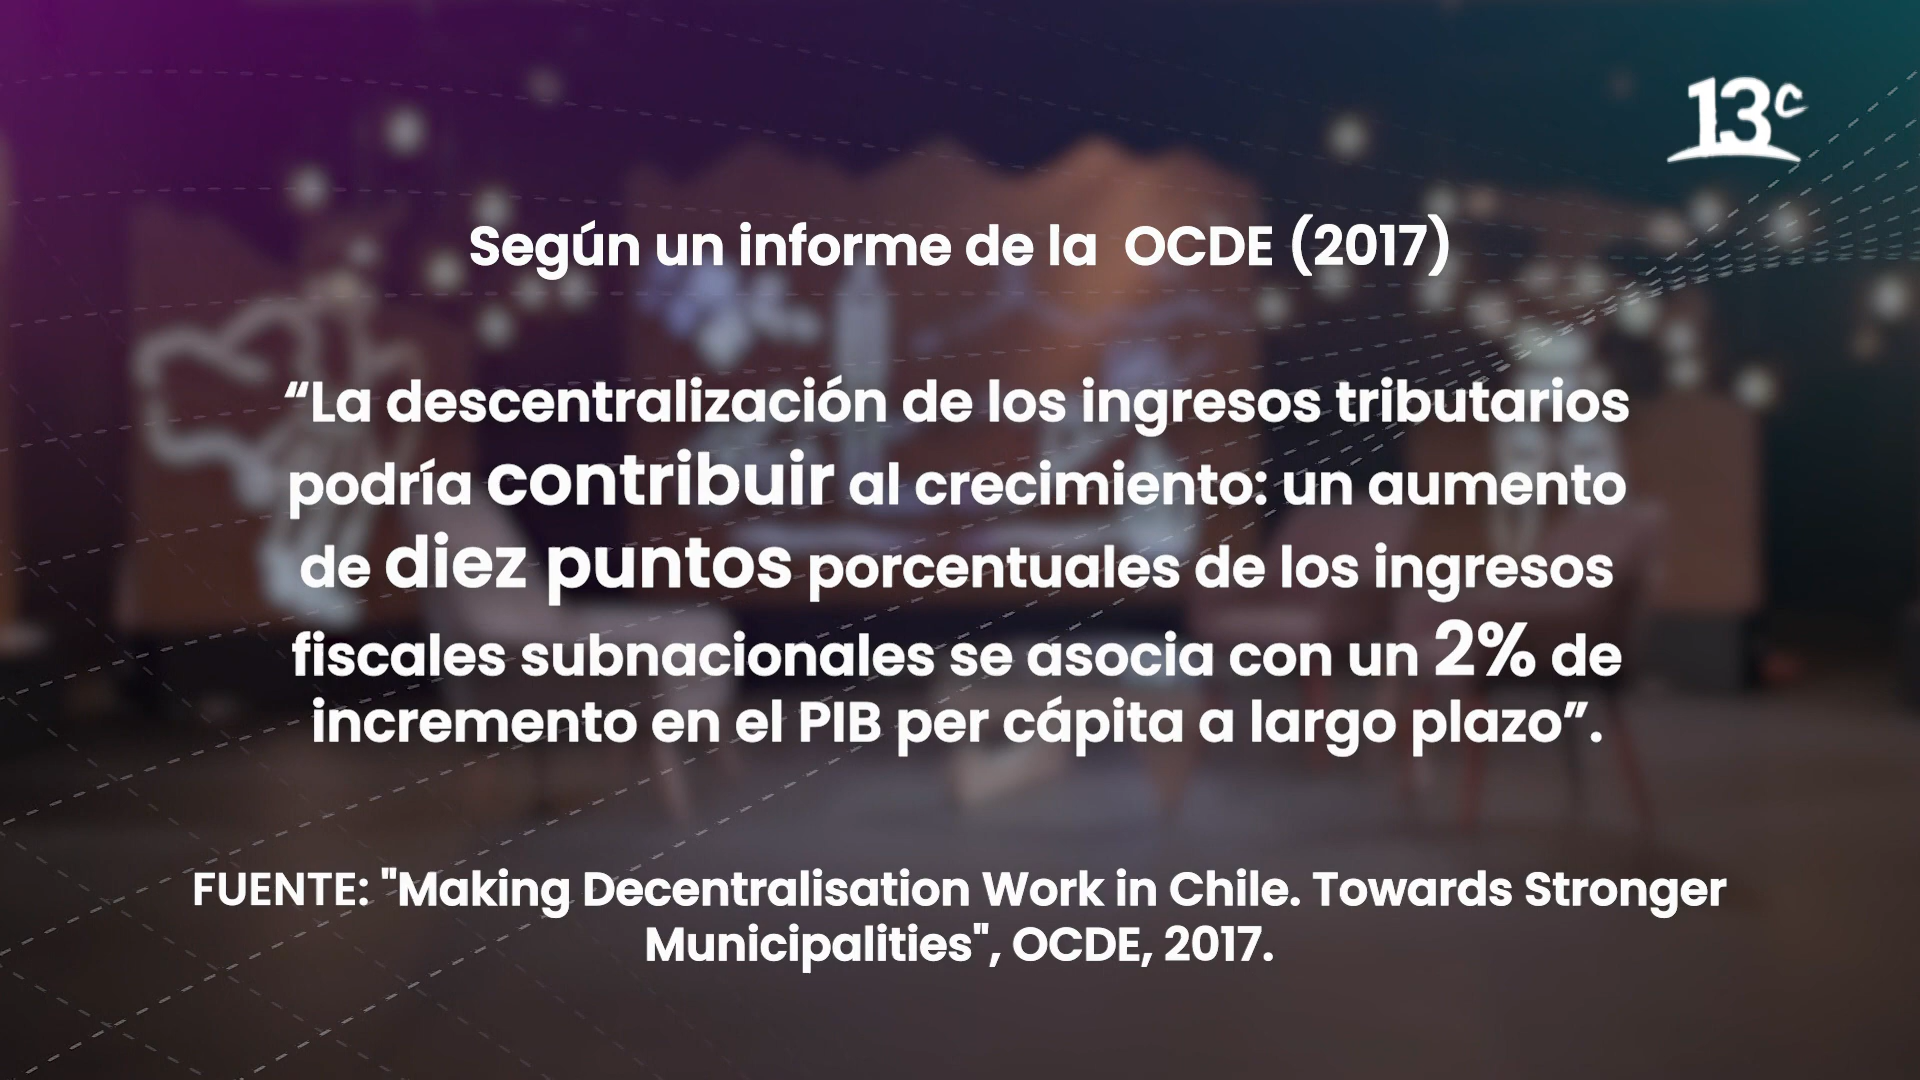 13c
Según un informe de la OCDE (2017)
“La descentralización de los ingresos tributarios
podría contribuir al crecimiento: un aumento
de diez puntos porcentuales de los ingresos
fiscales subnacionales se asocia con un 2% de
incremento en el PIB per cápita a largo plazo”.
FUENTE: "Making Decentralisation Work in Chile. Towards Stronger
Municipalities", OCDE, 2017.